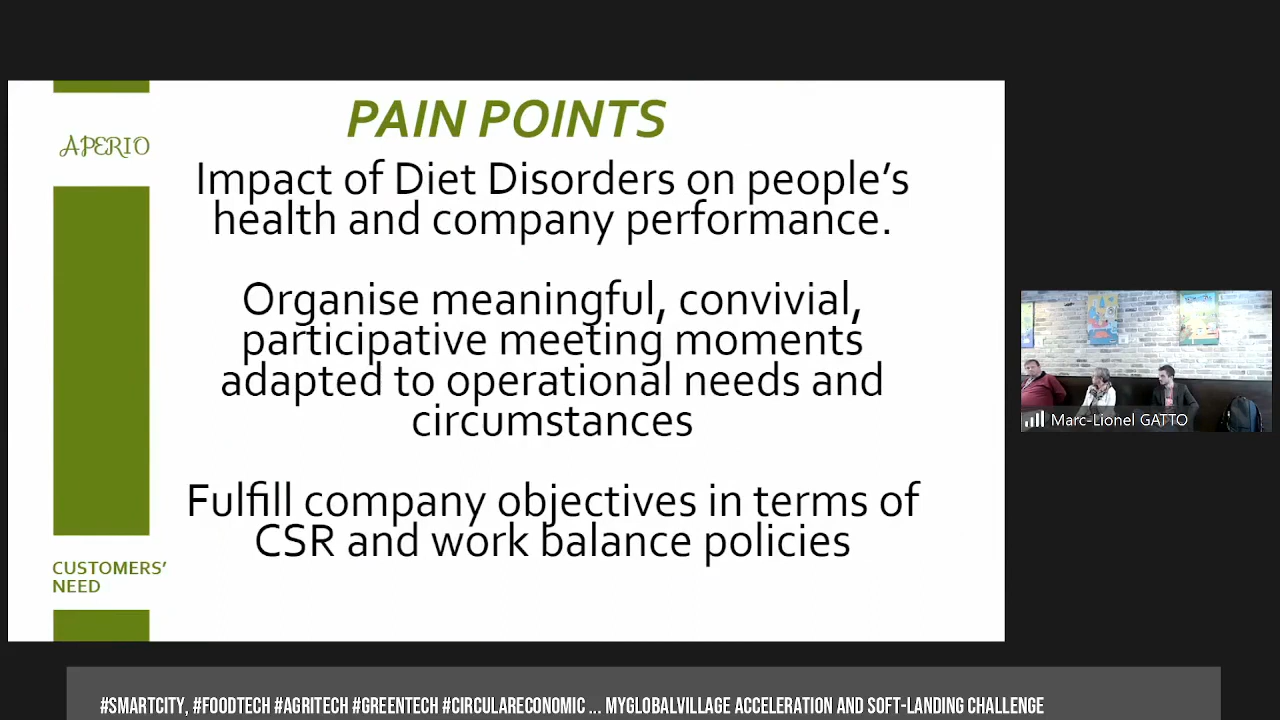 APERIO
PAIN POINTS
Impact of Diet Disorders on people’s
health and company performance.
Organise meaningful, convivial,
participative meeting moments
adapted to operational needs and
circumstances
Fulfill company objectives in terms of
CSR and work balance policies
CUSTOMERS’
NEED
Marc-Lionel GATTO
#SMARTCITY, #FOODTECH #AGRITECH #GREENTECH #CIRCULARECONOMIC ... MYGLOBALVILLAGE ACCELERATION AND SOFT-LANDING CHALLENGE